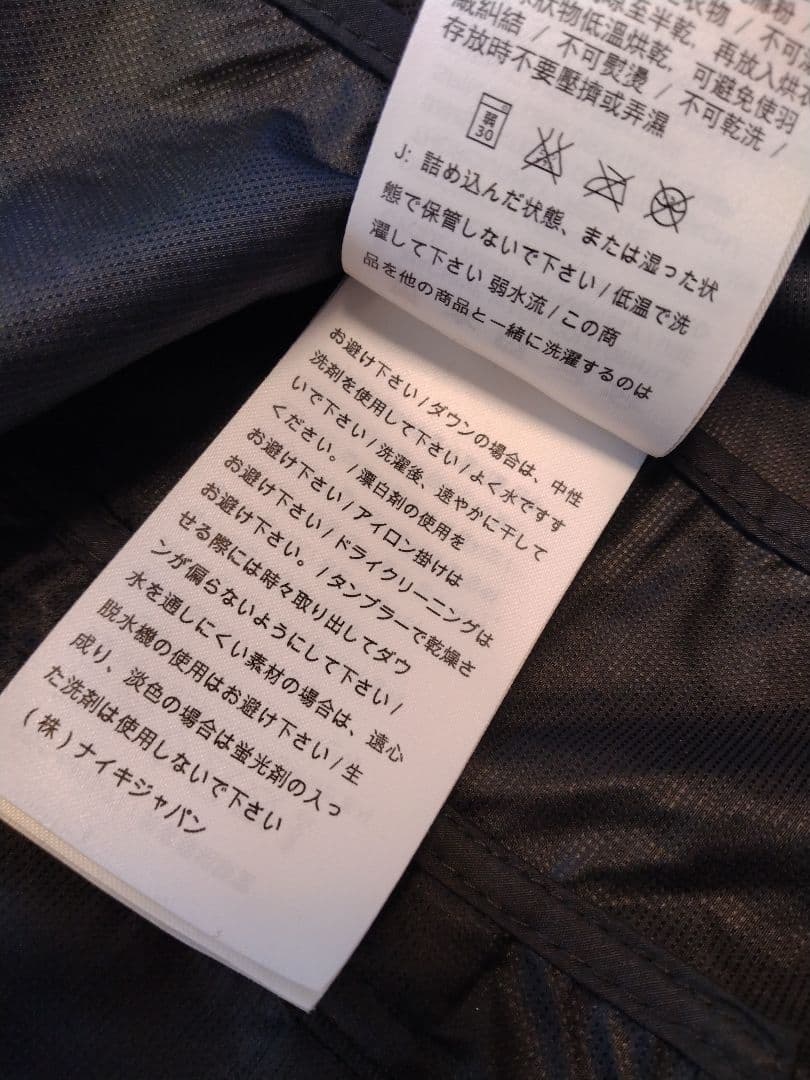 衣物 / 不可
低溫烘乾，可避免使羽
纖糾結 / 不可熨燙 / 不可乾洗 /
存放時不要壓擠或弄濕
弱
30
J: 詰め込んだ状態、または湿った状
態で保管しないで下さい / 低温で洗
濯して下さい 弱水流 / この商
品を他の商品と一緒に洗濯するのは
お避け下さい / ダウンの場合は、中性
洗剤を使用して下さい / よく水ですす
いで下さい / 洗濯後、速やかに干して
ください。 / 漂白剤の使用を
お避け下さい / アイロン掛けは
お避け下さい / ドライクリーニングは
お避け下さい。 / タンブラーで乾燥さ
せる際には時々取り出してダウ
ンが偏らないようにして下さい /
水を通しにくい素材の場合は、遠心
脱水機の使用はお避け下さい / 生
成り、淡色の場合は蛍光剤の入っ
た洗剤は使用しないで下さい
(株) ナイキジャパン